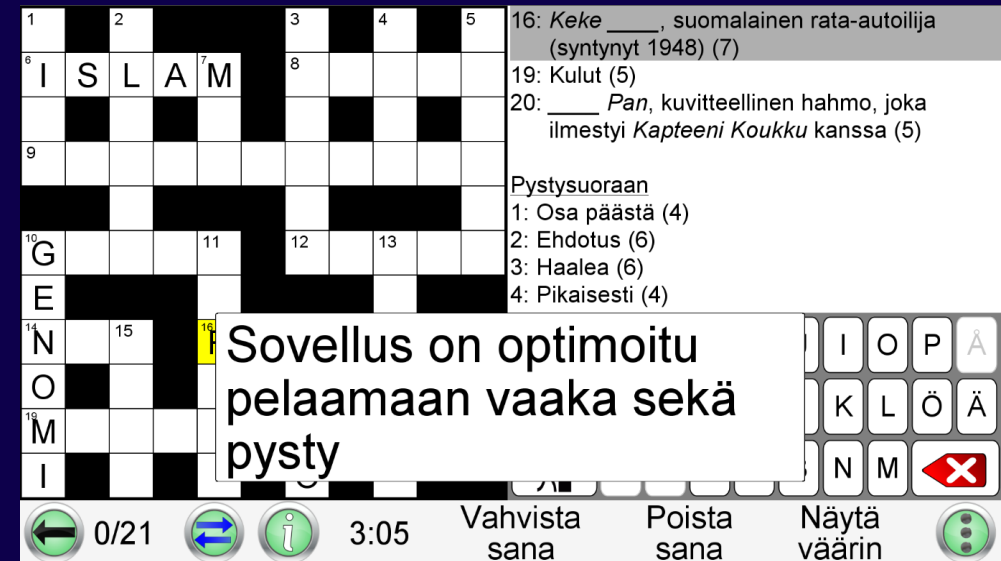 1 2 3 4 5
6 I S L A 7 M 8
9
10 G 11 12 13
E
14 N 15 16
O
19 M
I
16: Keke ____, suomalainen rata-autoilija
(syntynyt 1948) (7)
19: Kulut (5)
20: ____ Pan, kuvitteellinen hahmo, joka
ilmestyi Kapteeni Koukku kanssa (5)
Pystysuoraan
1: Osa päästä (4)
2: Ehdotus (6)
3: Haalea (6)
4: Pikaisesti (4)
I O P Å
K L Ö Ä
N M
Sovellus on optimoitu
pelaamaan vaaka sekä
pysty
0/21
i
3:05
Vahvista
sana
Poista
sana
Näytä
väärin